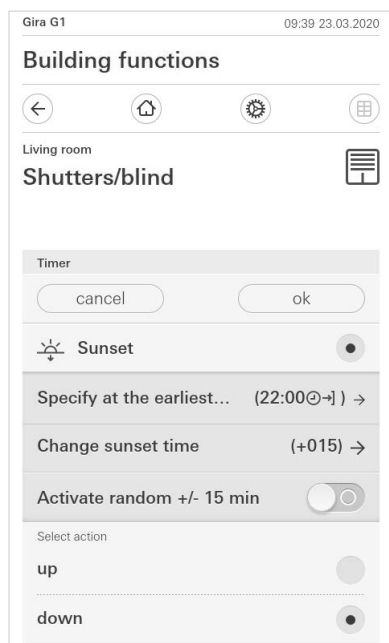 Gira G1 09:39 23.03.2020
Building functions
Living room
Shutters/blind
Timer
cancel ok
Sunset
Specify at the earliest... (22:00 →] ) →
Change sunset time (+015) →
Activate random +/- 15 min
Select action
up
down